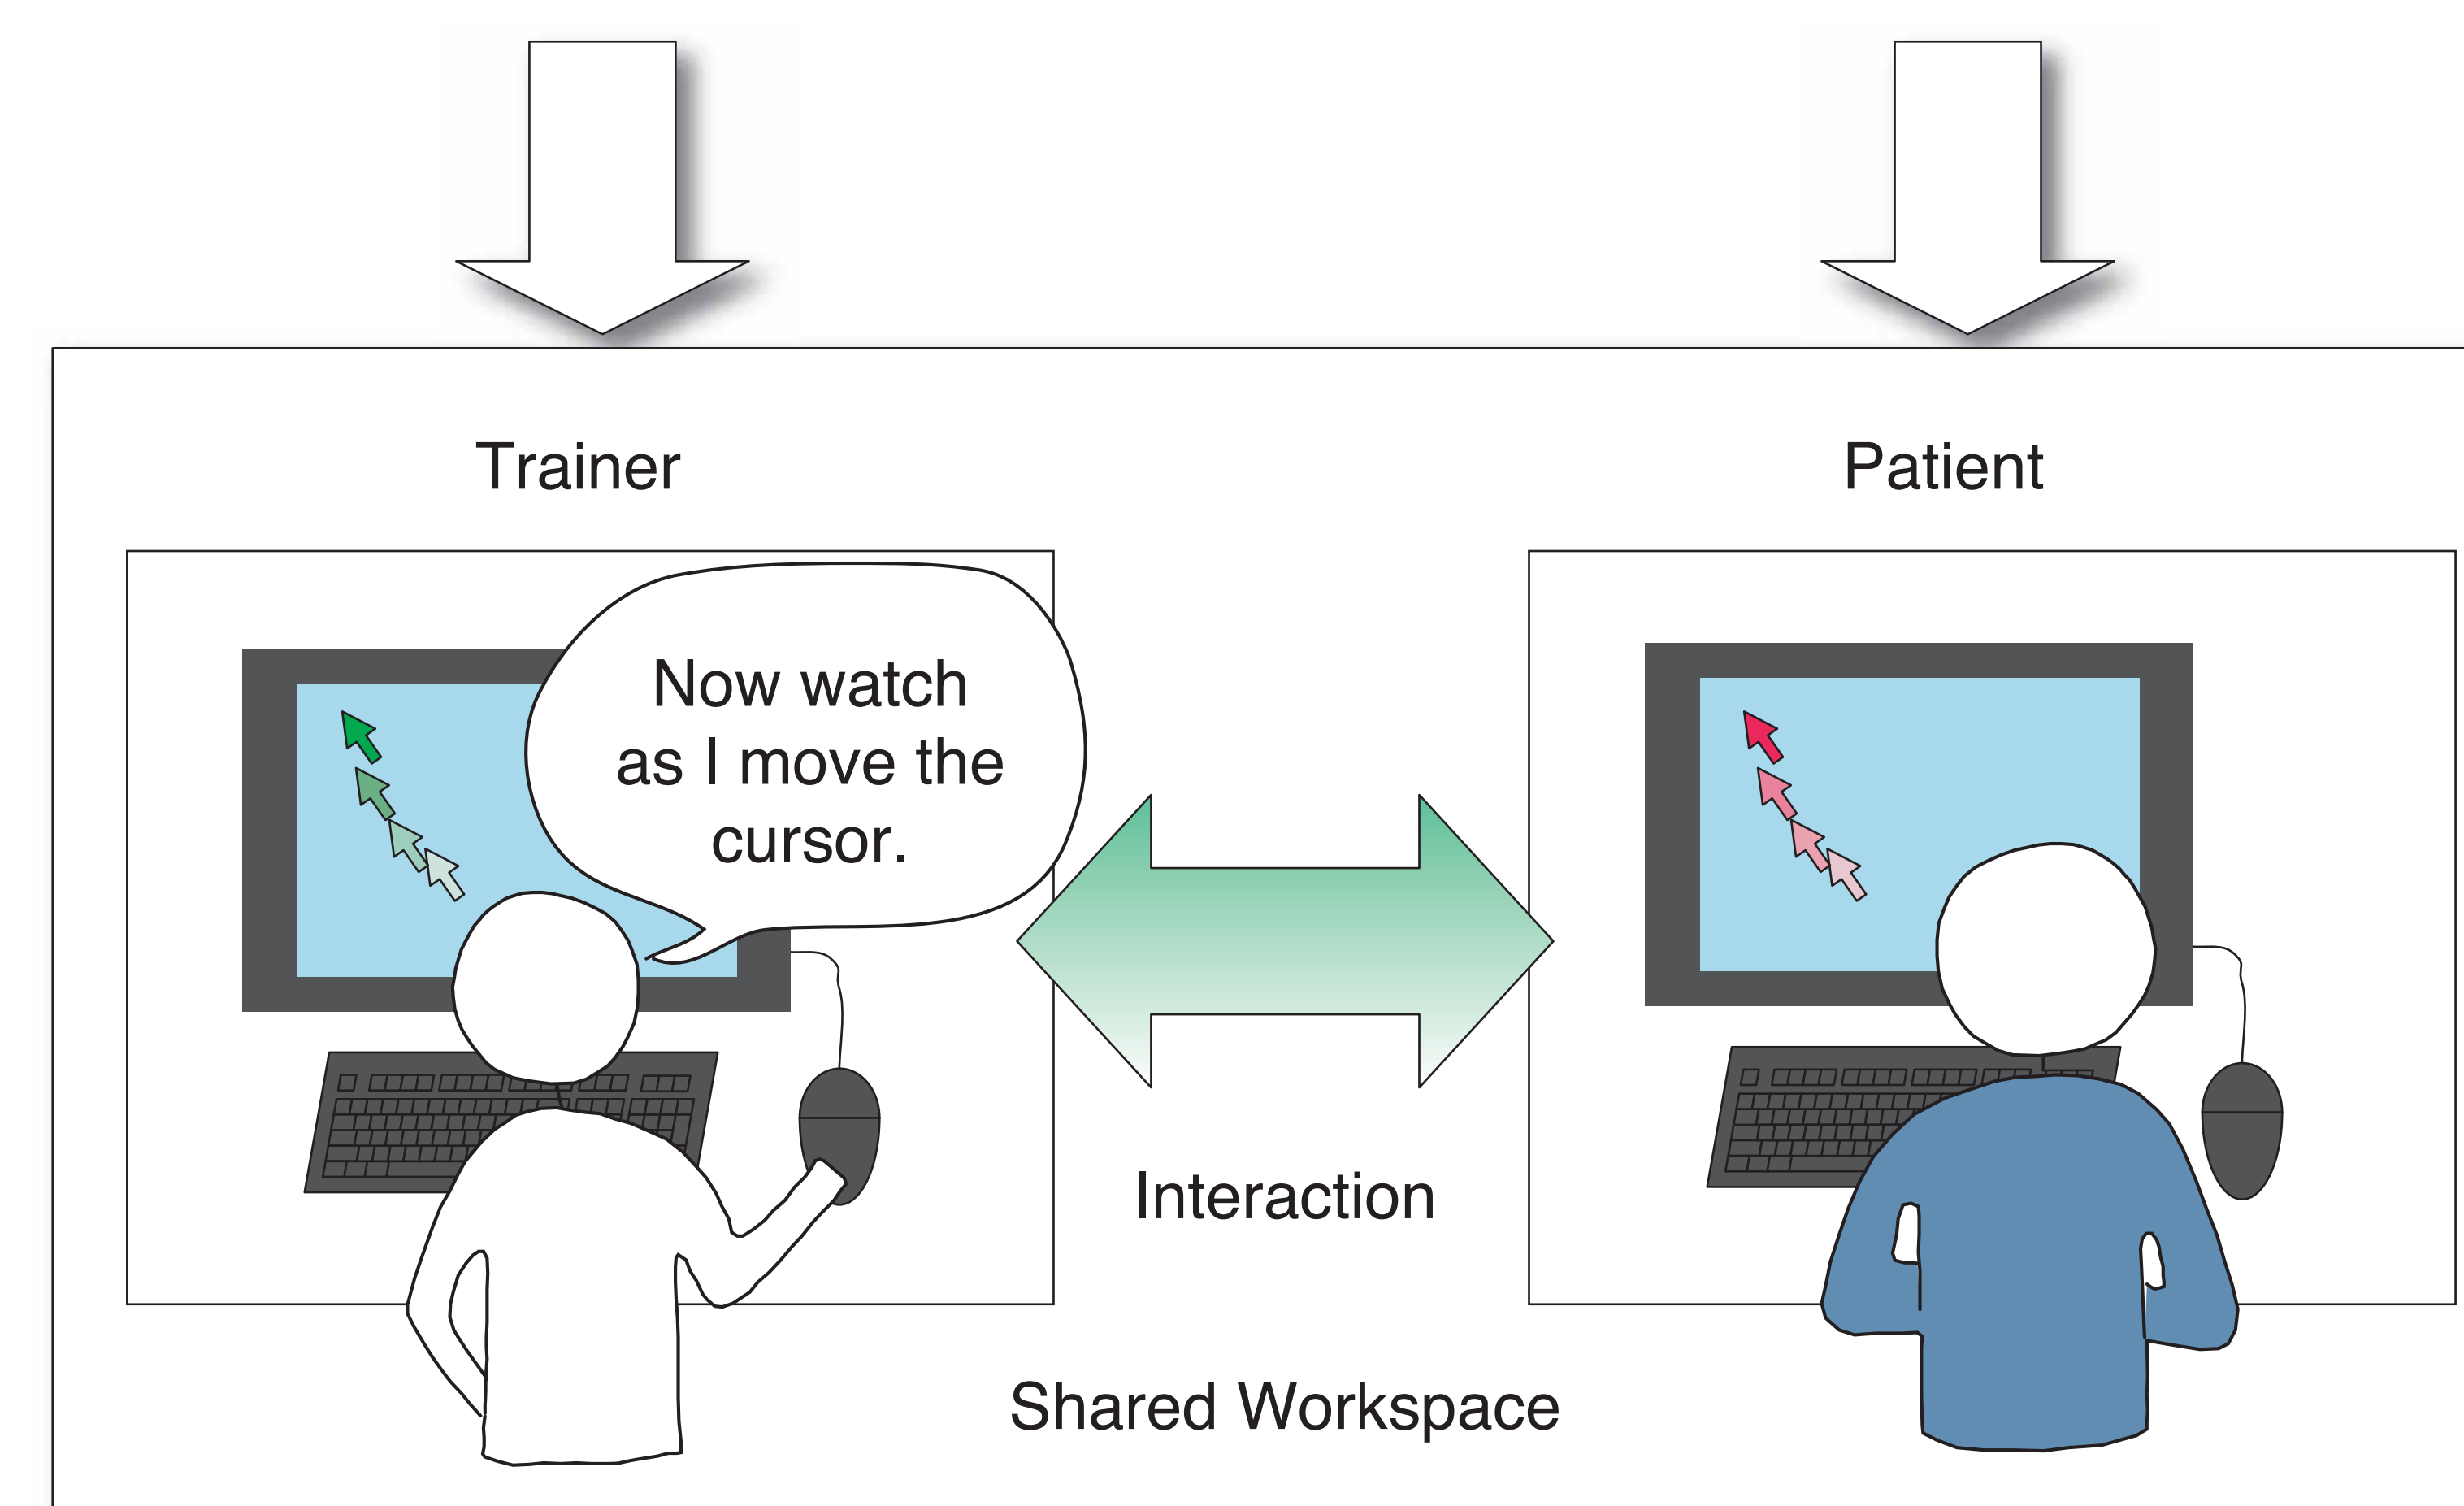 Trainer
Patient
Now watch
as I move the
cursor.
Interaction
Shared Workspace